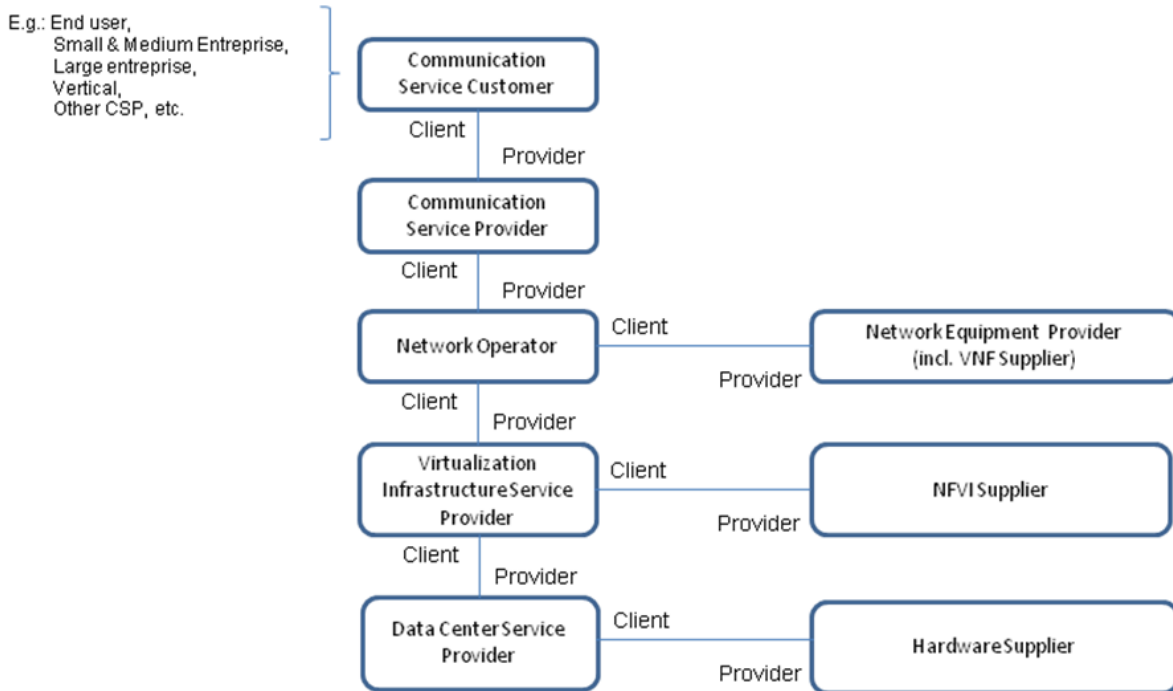 E.g.: End user,
Small & Medium Entreprise,
Large entreprise,
Vertical,
Other CSP, etc.
Communication
Service Customer
Client
Provider
Communication
Service Provider
Client
Provider
Network Operator
Client
Provider
Network Equipment Provider
(incl. VNF Supplier)
Client
Provider
Virtualization
Infrastructure Service
Provider
Client
Provider
NFVI Supplier
Client
Provider
Data Center Service
Provider
Client
Provider
Hardware Supplier